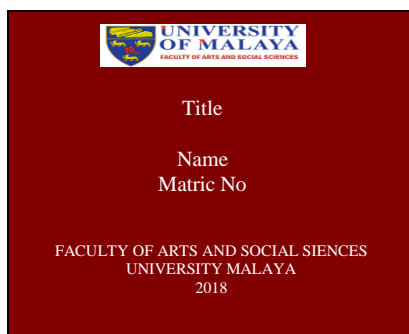 UNIVERSITY
OF MALAYA
FACULTY OF ARTS AND SOCIAL SCIENCES
Title
Name
Matric No
FACULTY OF ARTS AND SOCIAL SIENCES
UNIVERSITY MALAYA
2018